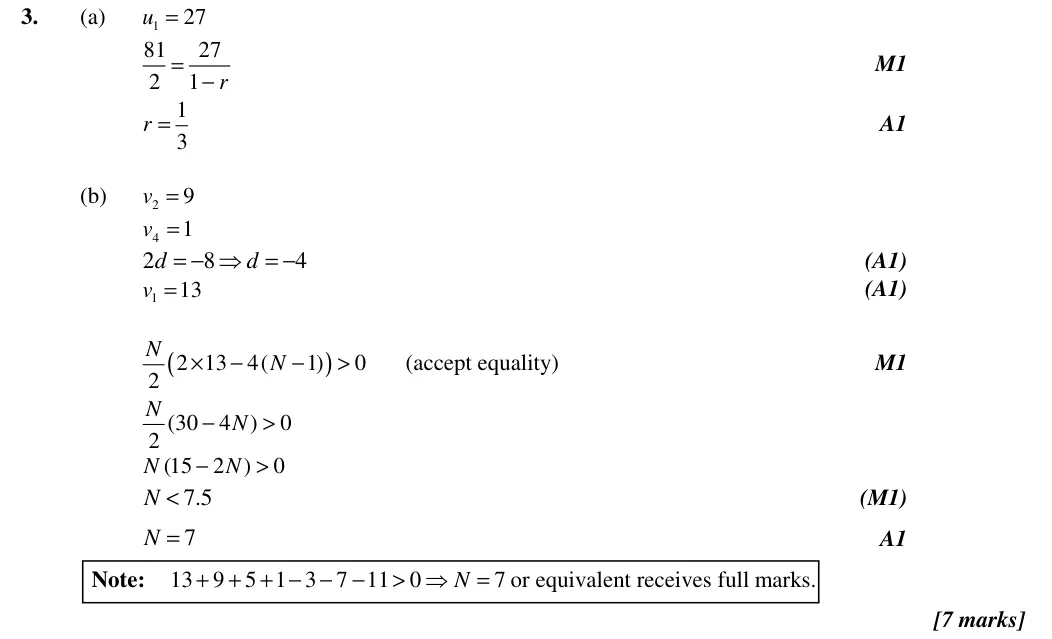 3. (a) u₁ = 27
81/2 = 27/(1 − r) M1
r = 1/3 A1
(b) v₂ = 9
v₄ = 1
2d = −8 ⇒ d = −4 (A1)
v₁ = 13 (A1)
N/2 (2×13 − 4(N − 1)) > 0 (accept equality) M1
N/2 (30 − 4N) > 0
N(15 − 2N) > 0
N < 7.5 (M1)
N = 7 A1
Note: 13 + 9 + 5 + 1 − 3 − 7 − 11 > 0 ⇒ N = 7 or equivalent receives full marks.
[7 marks]